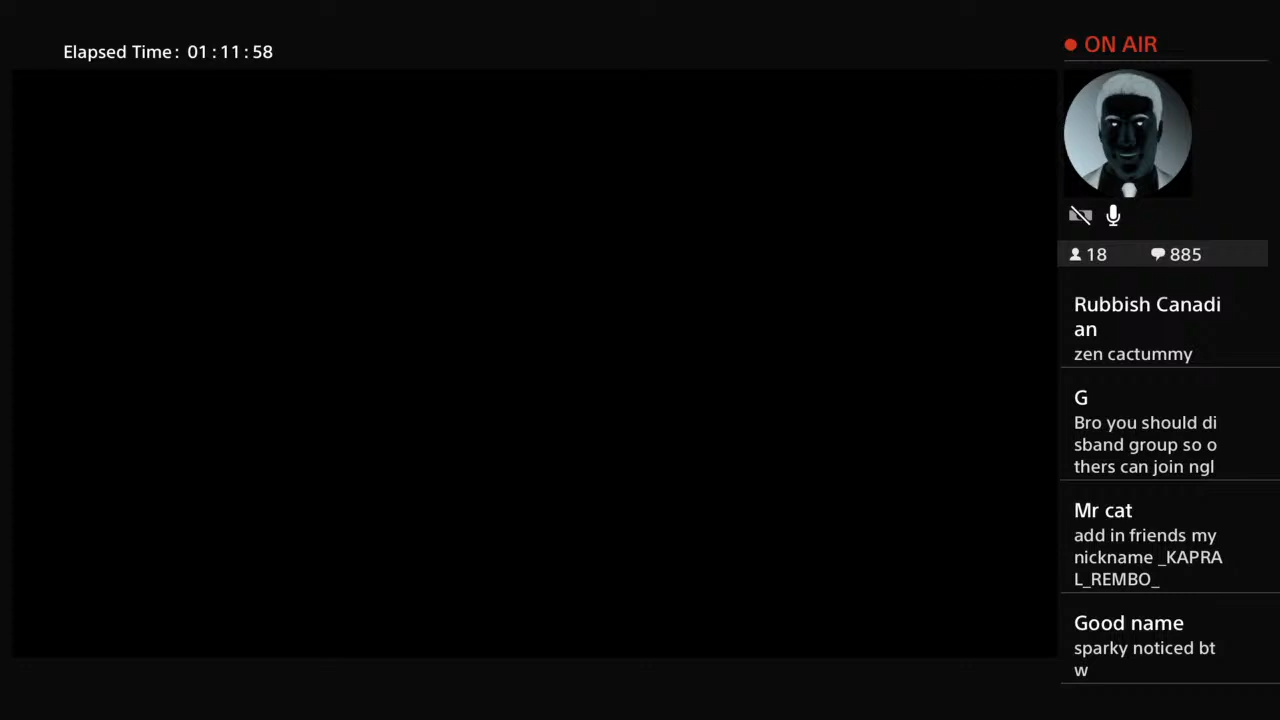 Elapsed Time: 01:11:58
ON AIR
18 885
Rubbish Canadi
an
zen cactummy
G
Bro you should di
sband group so o
thers can join ngl
Mr cat
add in friends my
nickname _KAPRA
L_REMBO_
Good name
sparky noticed bt
w